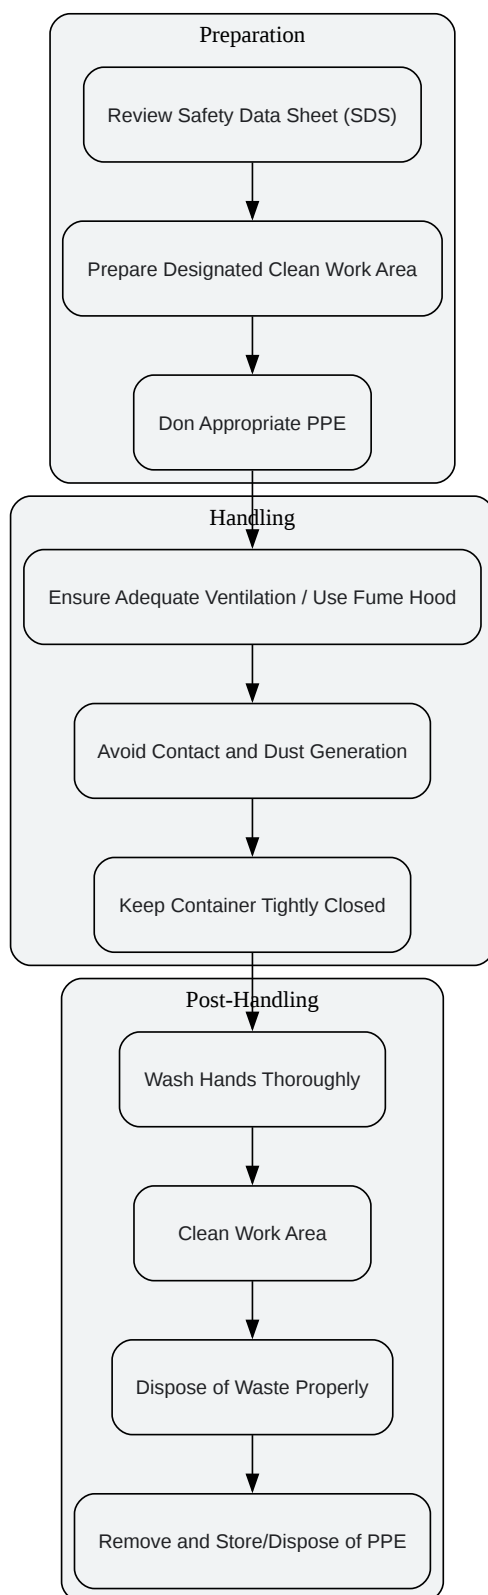 Preparation
Review Safety Data Sheet (SDS)
Prepare Designated Clean Work Area
Don Appropriate PPE
Handling
Ensure Adequate Ventilation / Use Fume Hood
Avoid Contact and Dust Generation
Keep Container Tightly Closed
Post-Handling
Wash Hands Thoroughly
Clean Work Area
Dispose of Waste Properly
Remove and Store/Dispose of PPE